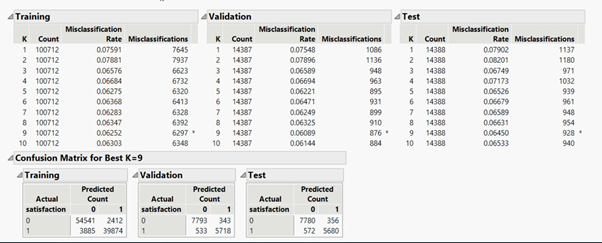 Training
Misclassification
K Count Rate Misclassifications
1 100712 0.07591 7645
2 100712 0.07881 7937
3 100712 0.06576 6623
4 100712 0.06684 6732
5 100712 0.06275 6320
6 100712 0.06368 6413
7 100712 0.06283 6328
8 100712 0.06347 6392
9 100712 0.06252 6297 *
10 100712 0.06303 6348
Validation
Misclassification
K Count Rate Misclassifications
1 14387 0.07548 1086
2 14387 0.07896 1136
3 14387 0.06589 948
4 14387 0.06694 963
5 14387 0.06221 895
6 14387 0.06471 931
7 14387 0.06249 899
8 14387 0.06325 910
9 14387 0.06089 876 *
10 14387 0.06144 884
Test
Misclassification
K Count Rate Misclassifications
1 14388 0.07902 1137
2 14388 0.08201 1180
3 14388 0.06749 971
4 14388 0.07173 1032
5 14388 0.06526 939
6 14388 0.06679 961
7 14388 0.06589 948
8 14388 0.06631 954
9 14388 0.06450 928 *
10 14388 0.06533 940
Confusion Matrix for Best K=9
Training
Predicted
Actual Count
satisfaction 0 1
0 54541 2412
1 3885 39874
Validation
Predicted
Actual Count
satisfaction 0 1
0 7793 343
1 533 5718
Test
Predicted
Actual Count
satisfaction 0 1
0 7780 356
1 572 5680